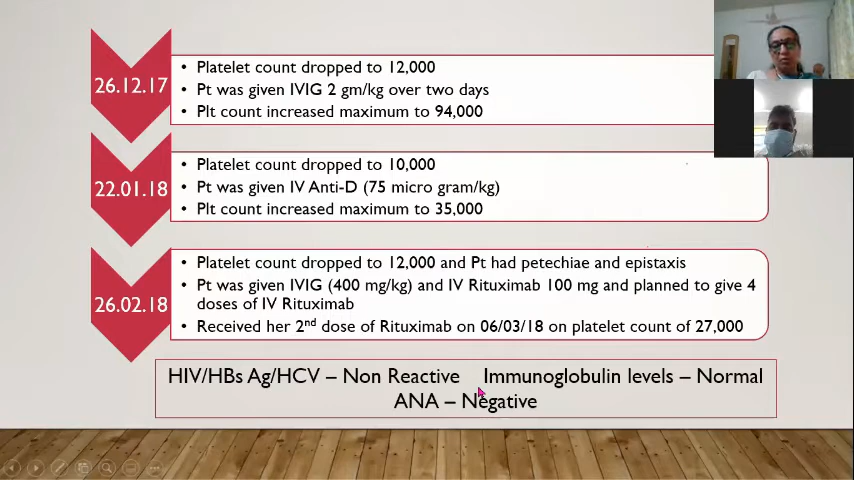 26.12.17
• Platelet count dropped to 12,000
• Pt was given IVIG 2 gm/kg over two days
• Plt count increased maximum to 94,000
22.01.18
• Platelet count dropped to 10,000
• Pt was given IV Anti-D (75 micro gram/kg)
• Plt count increased maximum to 35,000
26.02.18
• Platelet count dropped to 12,000 and Pt had petechiae and epistaxis
• Pt was given IVIG (400 mg/kg) and IV Rituximab 100 mg and planned to give 4
doses of IV Rituximab
• Received her 2nd dose of Rituximab on 06/03/18 on platelet count of 27,000
HIV/HBs Ag/HCV – Non Reactive Immunoglobulin levels – Normal
ANA – Negative